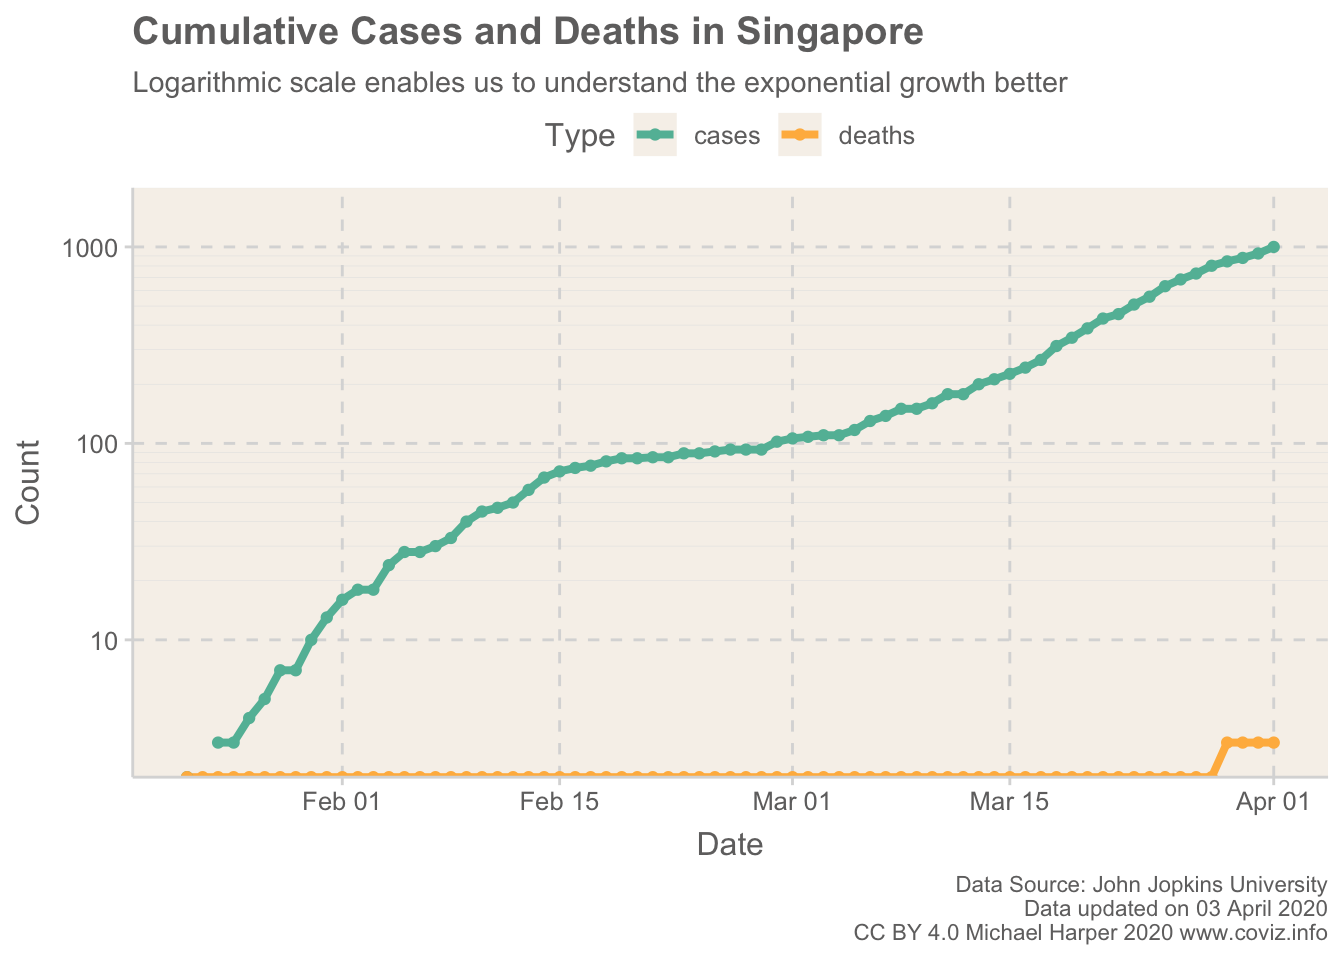 Cumulative Cases and Deaths in Singapore
Logarithmic scale enables us to understand the exponential growth better
Type cases deaths
1000
100
10
Count
Feb 01 Feb 15 Mar 01 Mar 15 Apr 01
Date
Data Source: John Jopkins University
Data updated on 03 April 2020
CC BY 4.0 Michael Harper 2020 www.coviz.info